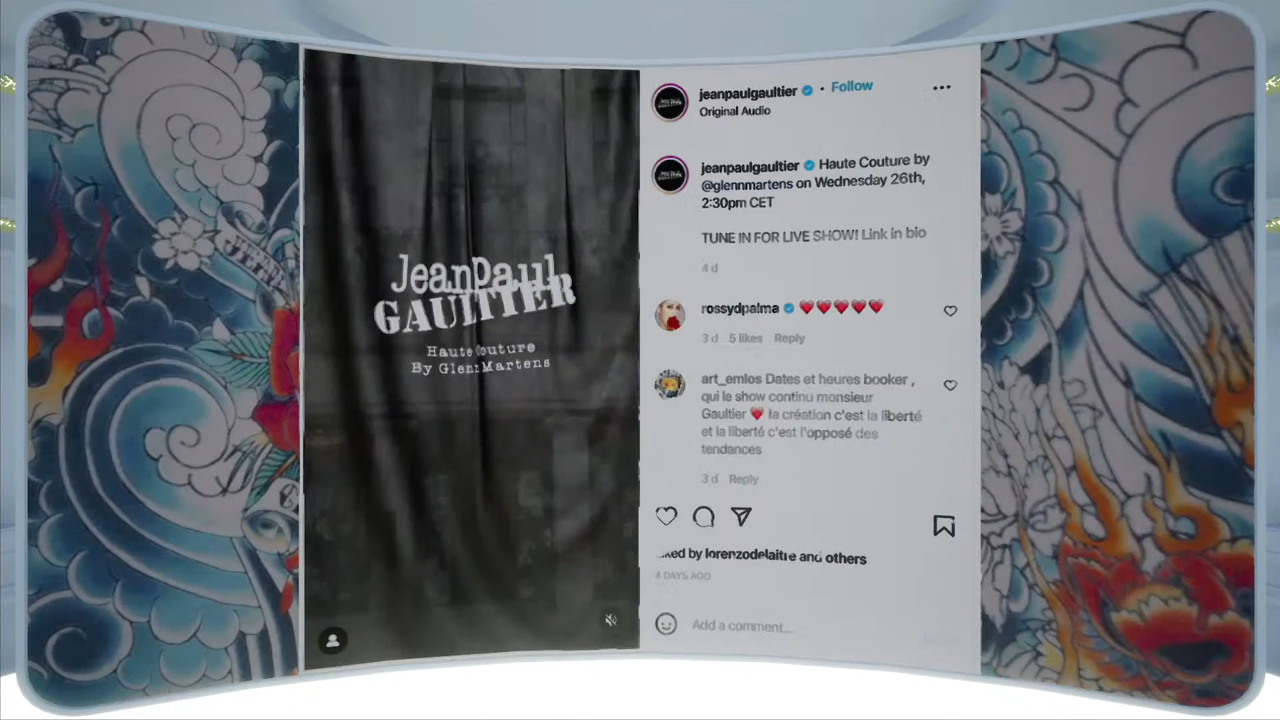 JeanPaul
GAULTIER
Haute Couture
By Glenn Martens
jeanpaulgaultier • Follow
Original Audio
jeanpaulgaultier Haute Couture by
@glennmartens on Wednesday 26th,
2:30pm CET
TUNE IN FOR LIVE SHOW! Link in bio
4 d
rossydpalma ❤️❤️❤️❤️❤️
3 d 5 likes Reply
art_emlos Dates et heures booker ,
qui le show continu monsieur
Gaultier ❤️ la création c'est la liberté
et la liberté c'est l'opposé des
tendances
3 d Reply
by lorenzodelaitre and others
4 DAYS AGO
Add a comment...